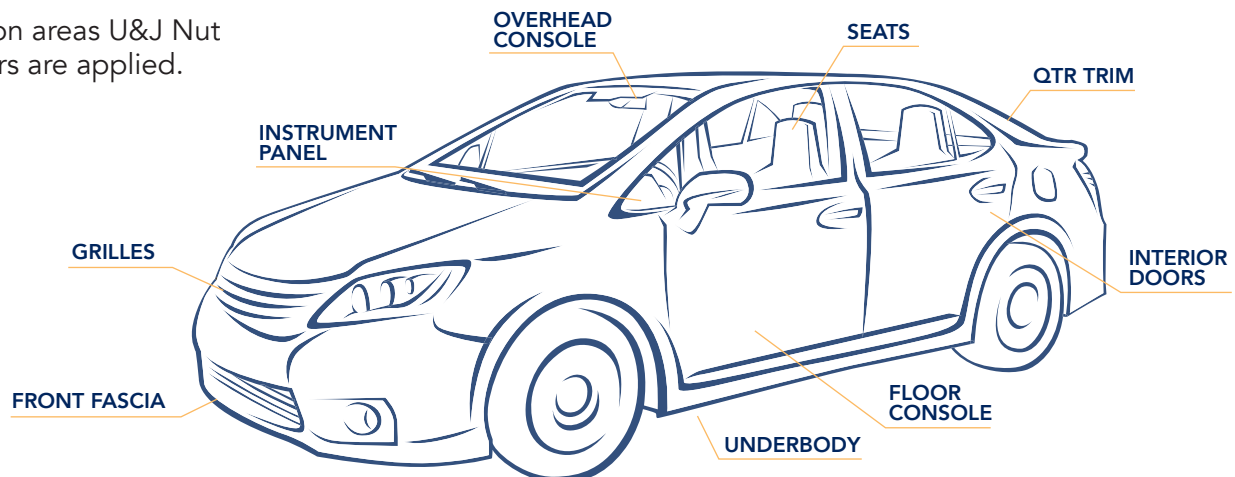 on areas U&J Nut
rs are applied.
OVERHEAD
CONSOLE
SEATS
QTR TRIM
INSTRUMENT
PANEL
GRILLES
INTERIOR
DOORS
FRONT FASCIA
FLOOR
CONSOLE
UNDERBODY